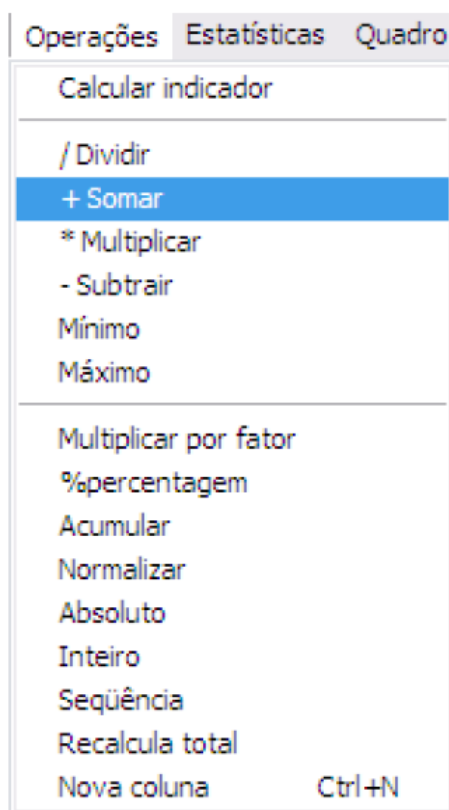 Operações Estatísticas Quadro
Calcular indicador
/ Dividir
+ Somar
* Multiplicar
- Subtrair
Mínimo
Máximo
Multiplicar por fator
%percentagem
Acumular
Normalizar
Absoluto
Inteiro
Seqüência
Recalcula total
Nova coluna Ctrl+N